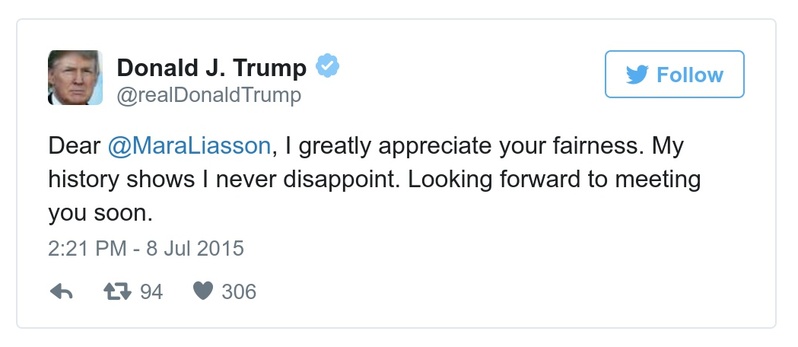 Donald J. Trump
@realDonaldTrump
Follow
Dear @MaraLiasson, I greatly appreciate your fairness. My
history shows I never disappoint. Looking forward to meeting
you soon.
2:21 PM - 8 Jul 2015
94 306